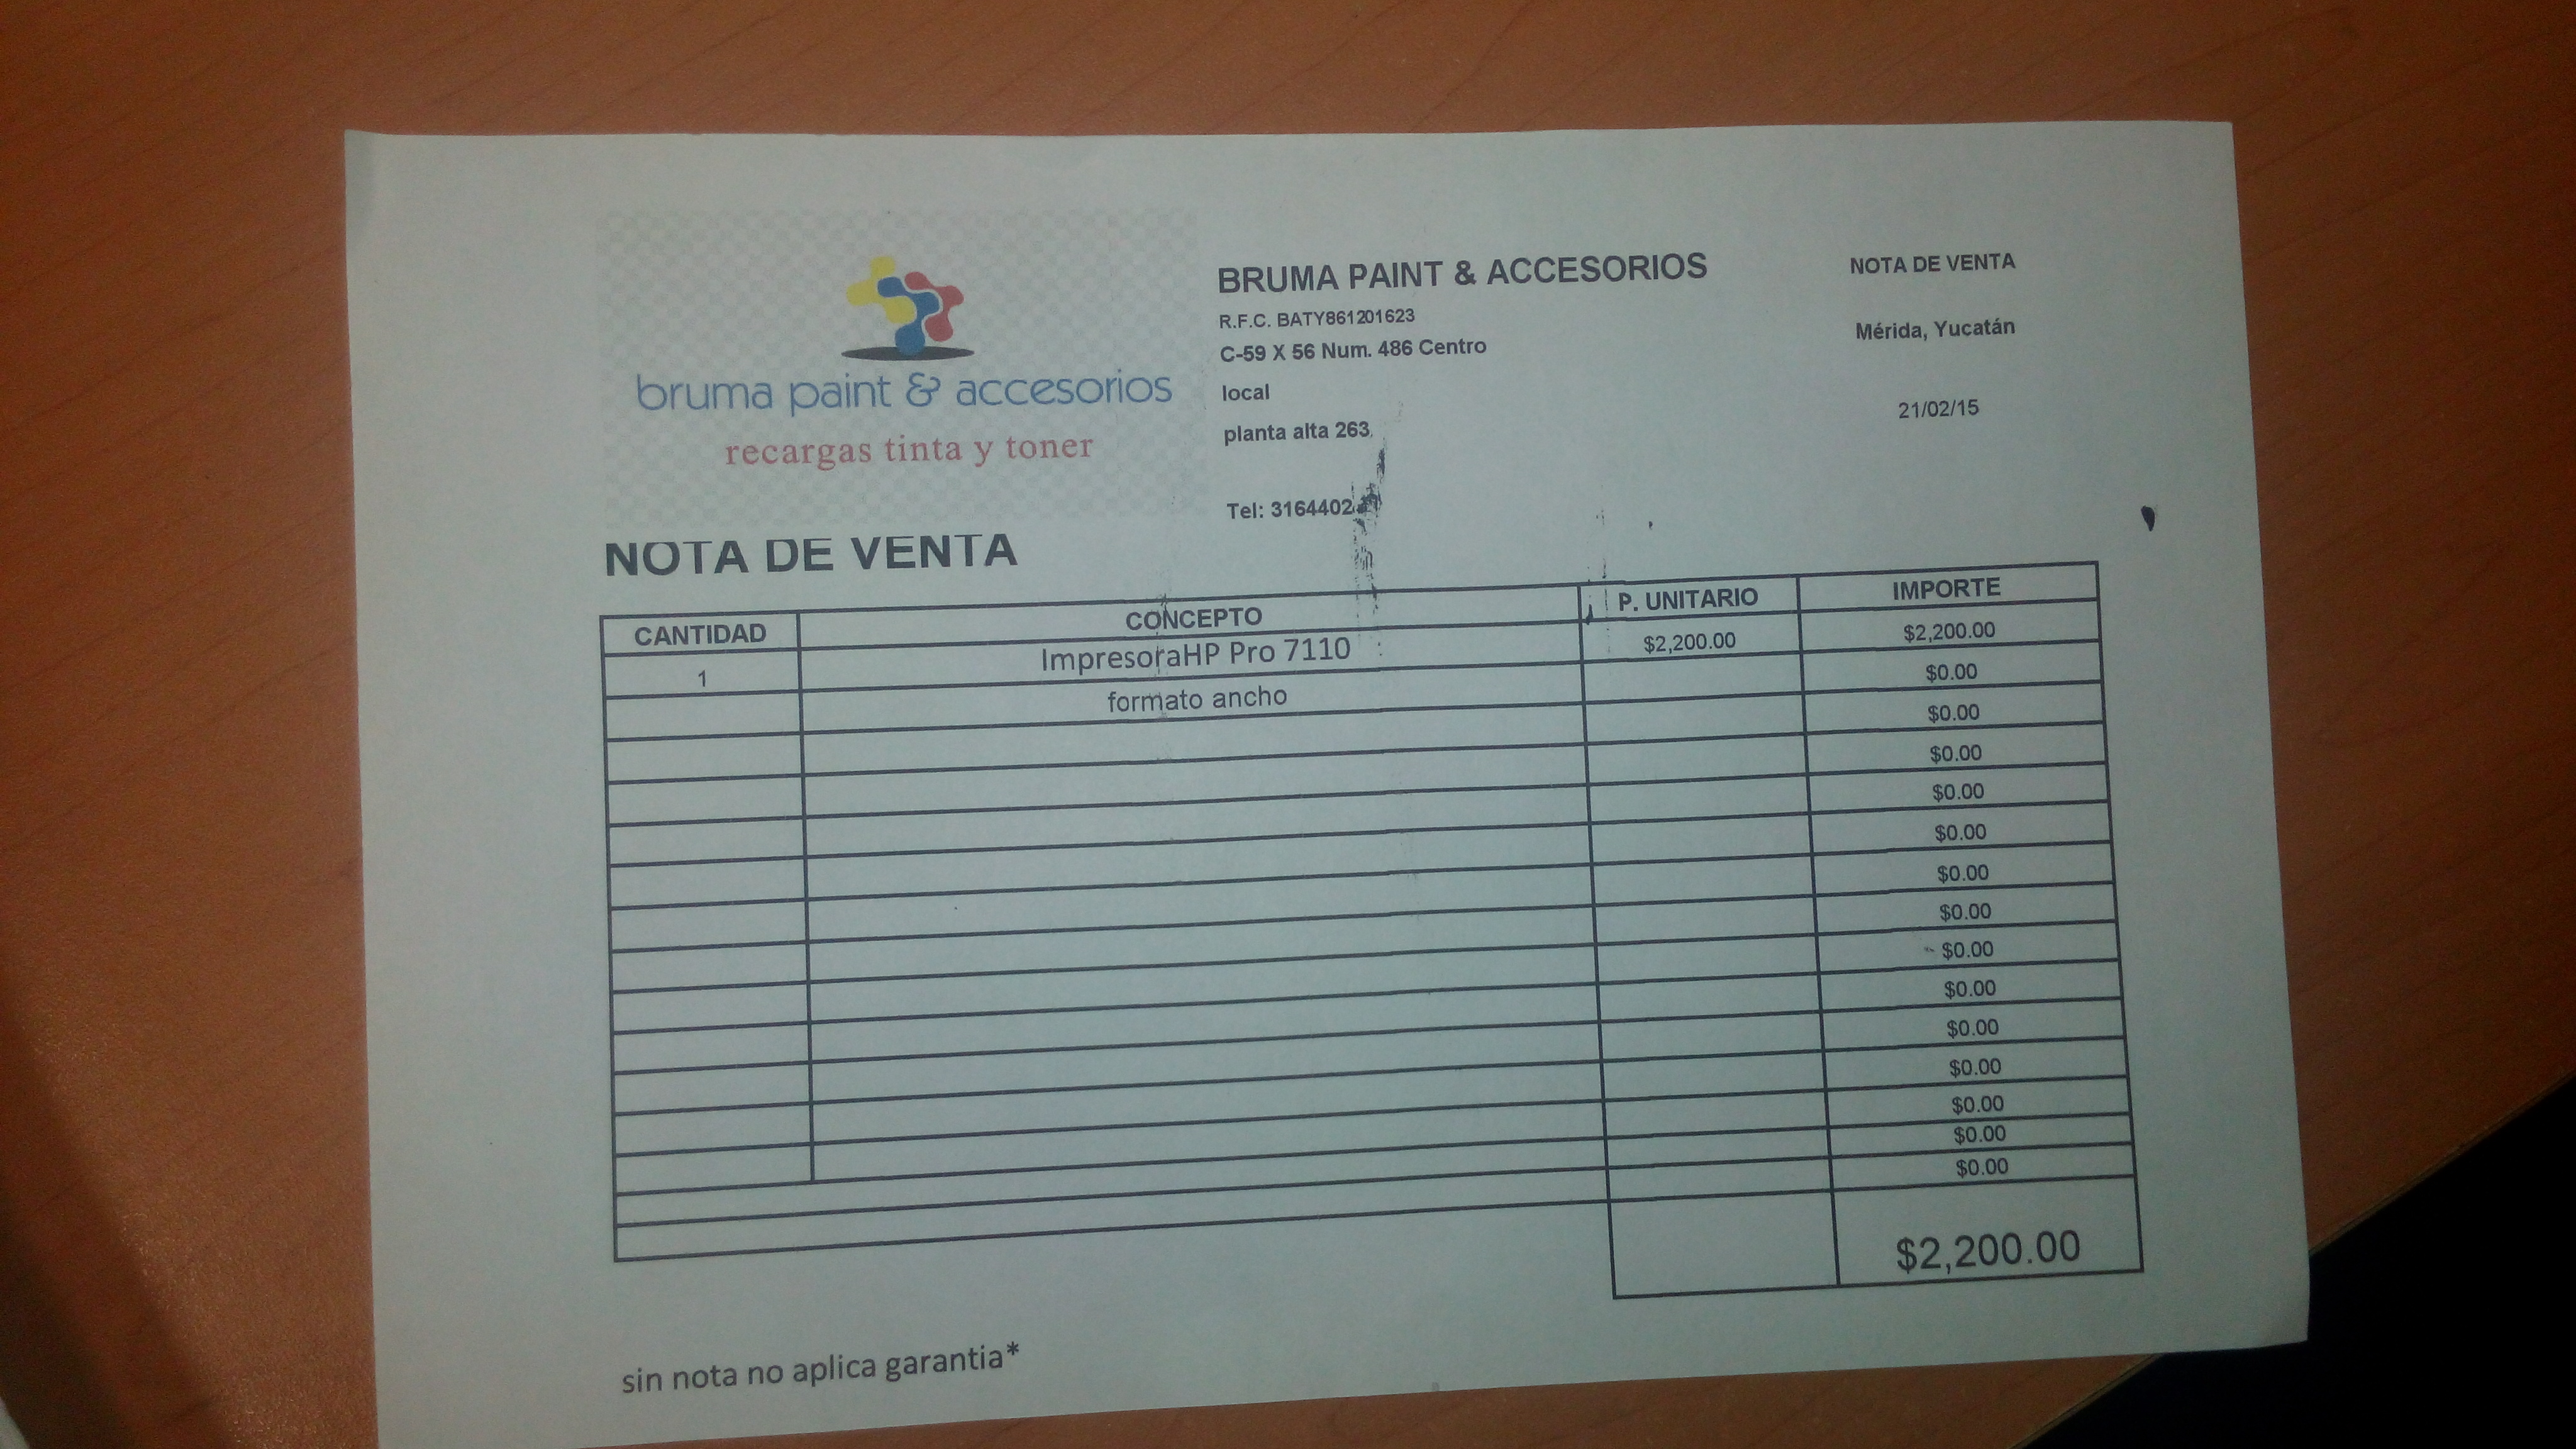 bruma paint & accesorios
recargas tinta y toner
BRUMA PAINT & ACCESORIOS
R.F.C. BATY861201623
C-59 X 56 Num. 486 Centro
local
planta alta 263.
Tel: 3164402
NOTA DE VENTA
Mérida, Yucatán
21/02/15
NOTA DE VENTA
CANTIDAD CONCEPTO P. UNITARIO IMPORTE
1 ImpresoraHP Pro 7110 $2,200.00 $2,200.00
formato ancho $0.00
$0.00
$0.00
$0.00
$0.00
$0.00
$0.00
$0.00
$0.00
$0.00
$0.00
$0.00
$0.00
$0.00
$2,200.00
sin nota no aplica garantia*